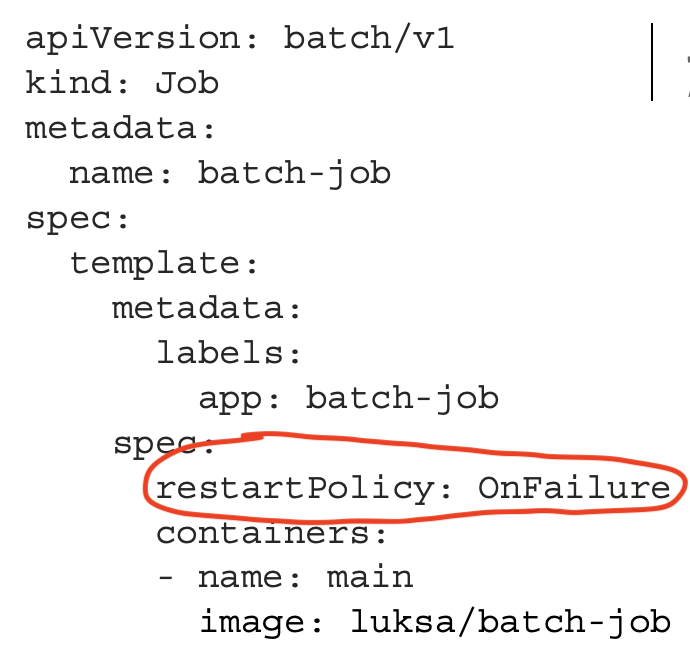 apiVersion: batch/v1
kind: Job
metadata:
  name: batch-job
spec:
  template:
    metadata:
      labels:
        app: batch-job
    spec:
      restartPolicy: OnFailure
      containers:
      - name: main
        image: luksa/batch-job